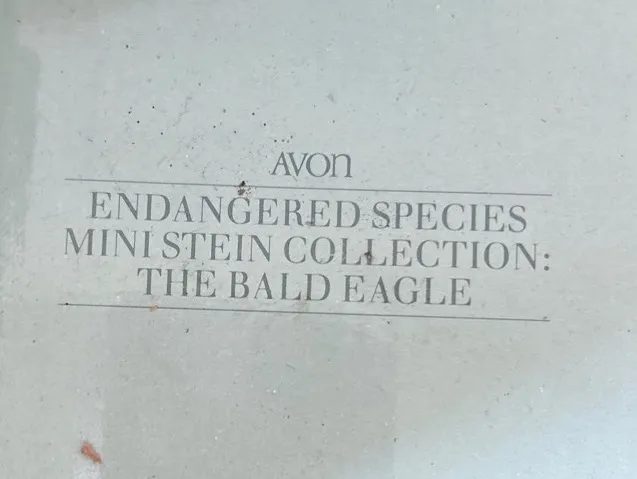 AVON
ENDANGERED SPECIES
MINI STEIN COLLECTION:
THE BALD EAGLE